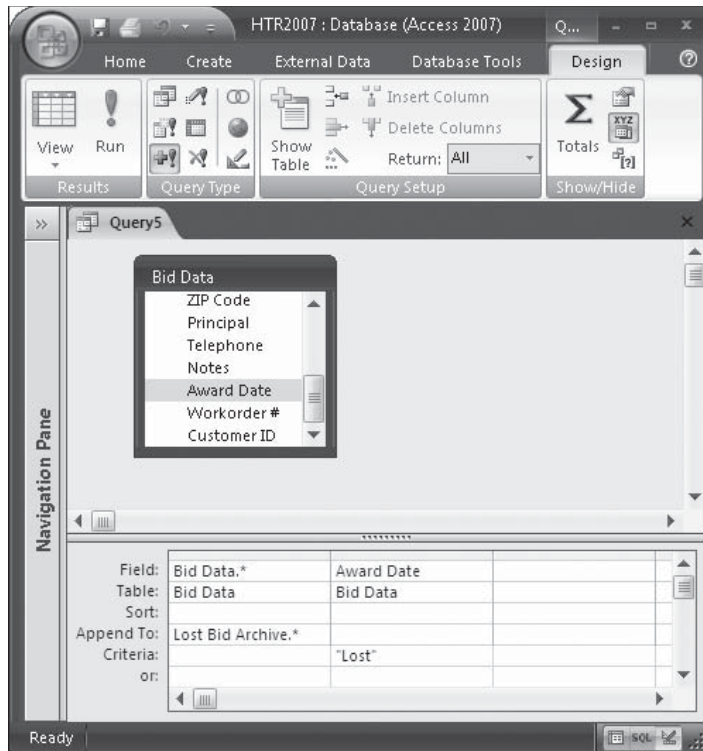 HTR2007 : Database (Access 2007)
Q...
Home Create External Data Database Tools Design
View
Run
Results
Query Type
Show Table
Insert Column
Delete Columns
Return: All
Query Setup
Totals
XYZ
[?]
Show/Hide
Query5
Navigation Pane
Bid Data
ZIP Code
Principal
Telephone
Notes
Award Date
Workorder #
Customer ID
Field: Bid Data.* Award Date
Table: Bid Data Bid Data
Sort:
Append To: Lost Bid Archive.*
Criteria: "Lost"
or:
Ready
SQL